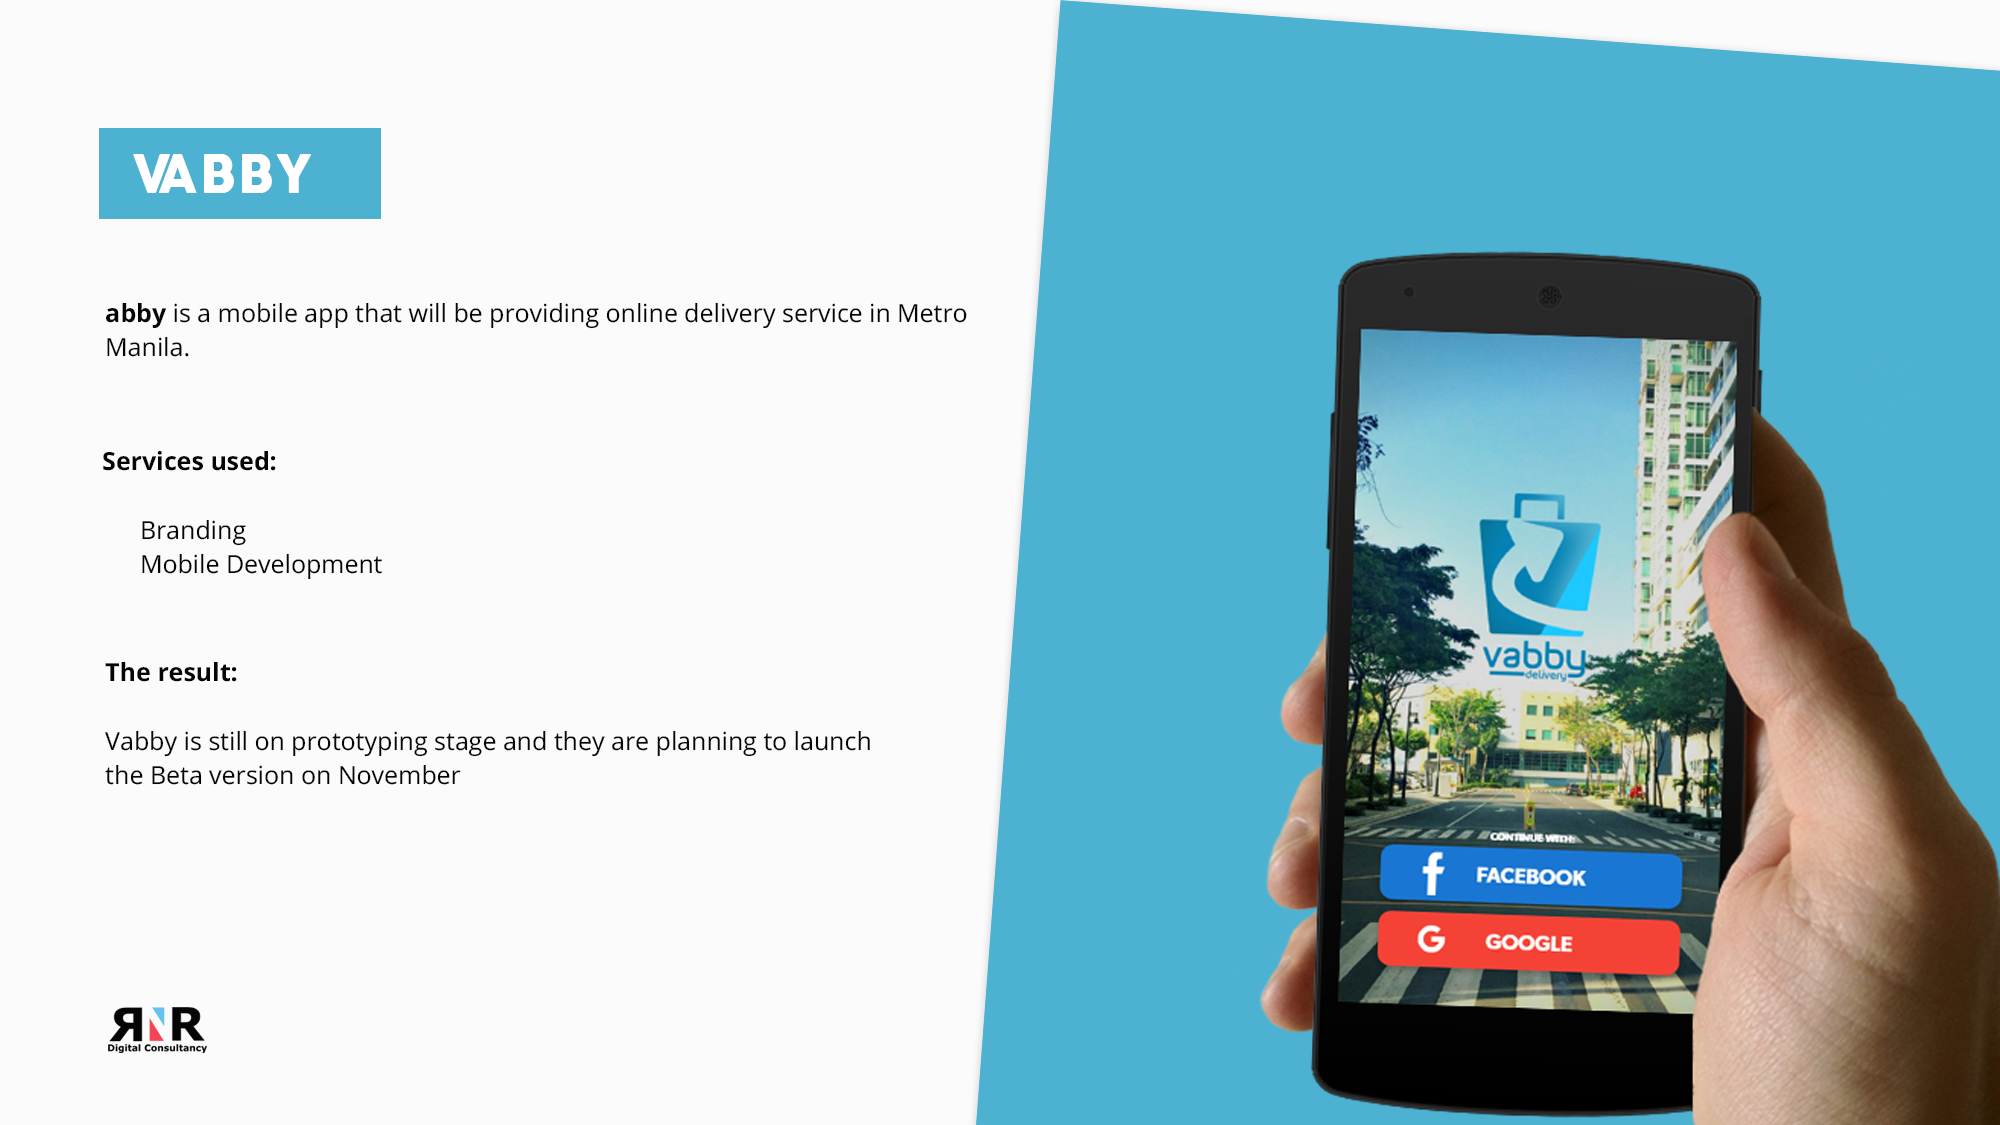 VABBY
abby is a mobile app that will be providing online delivery service in Metro
Manila.
Services used:
Branding
Mobile Development
The result:
Vabby is still on prototyping stage and they are planning to launch
the Beta version on November
RNR
Digital Consultancy
vabby
delivery
CONTINUE WITH:
f FACEBOOK
G GOOGLE